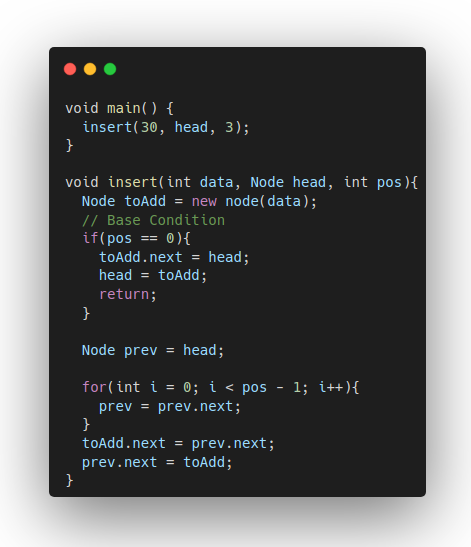 void main() {
  insert(30, head, 3);
}

void insert(int data, Node head, int pos){
  Node toAdd = new node(data);
  // Base Condition
  if(pos == 0){
    toAdd.next = head;
    head = toAdd;
    return;
  }

  Node prev = head;

  for(int i = 0; i < pos - 1; i++){
    prev = prev.next;
  }
  toAdd.next = prev.next;
  prev.next = toAdd;
}